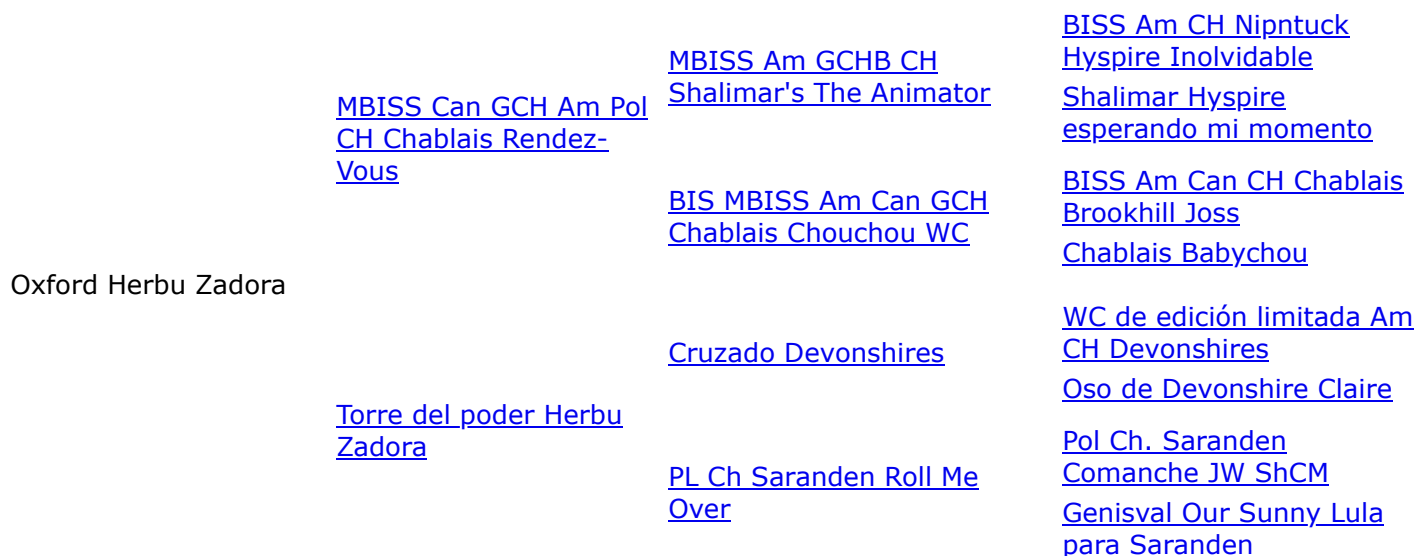 BISS Am CH Nipntuck
Hyspire Inolvidable
MBISS Am GCHB CH
Shalimar's The Animator
Shalimar Hyspire
esperando mi momento
MBISS Can GCH Am Pol
CH Chablais Rendez-
Vous
BISS Am Can CH Chablais
Brookhill Joss
BIS MBISS Am Can GCH
Chablais Chouchou WC
Chablais Babychou
Oxford Herbu Zadora
WC de edición limitada Am
CH Devonshires
Cruzado Devonshires
Oso de Devonshire Claire
Torre del poder Herbu
Zadora
Pol Ch. Saranden
Comanche JW ShCM
PL Ch Saranden Roll Me
Over
Genisval Our Sunny Lula
para Saranden